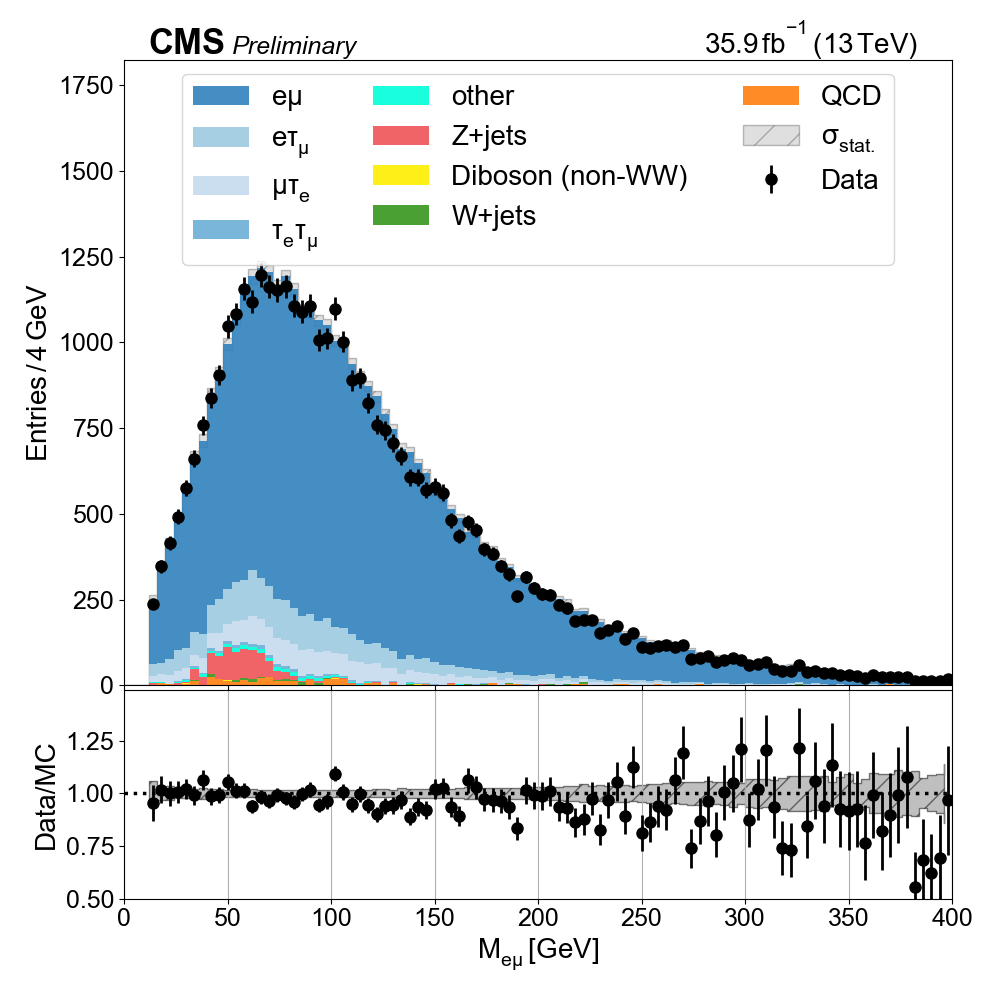 CMS Preliminary 35.9 fb⁻¹ (13 TeV)
1750
1500
1250
1000
750
500
250
0
Entries / 4 GeV
eμ
eτμ
μτe
τeτμ
other
Z+jets
Diboson (non-WW)
W+jets
QCD
σstat.
Data
1.25
1.00
0.75
0.50
Data/MC
0 50 100 150 200 250 300 350 400
Meμ [GeV]